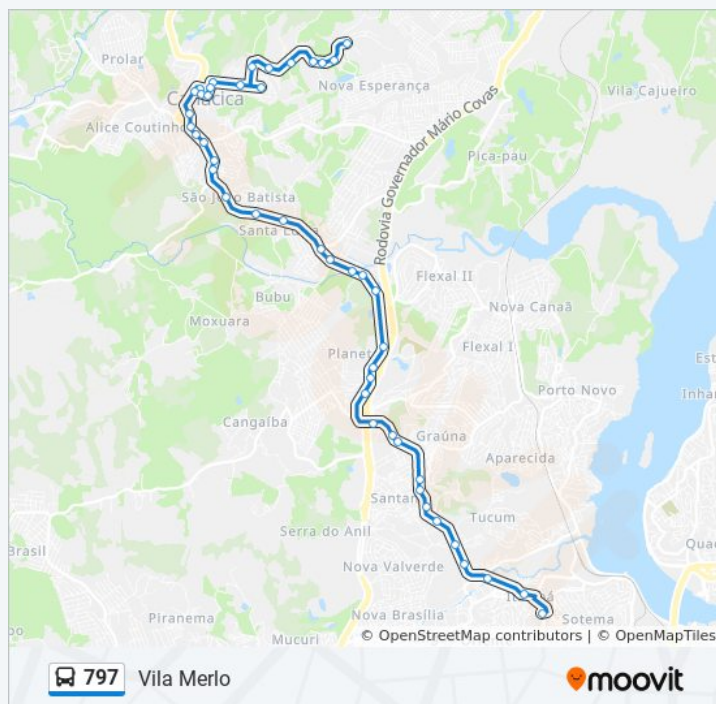 Prolar
Nova Esperança
Vila Cajueiro
Cariacica
Alice Coutinho
Pica-pau
Rodovia Governador Mário Covas
São João Batista
Santa Luzia
Flexal II
Bubu
Nova Canaã
Moxuara
Planet
Flexal I
Porto Novo
Cangaíba
Graúna
Aparecida
Santan
Tucum
Serra do Anil
Brasil
Nova Valverde
Piranema
Nova Brasília
Sotema
Mucuri
© OpenStreetMap contributors | © OpenMapTiles
797 Vila Merlo
moovit